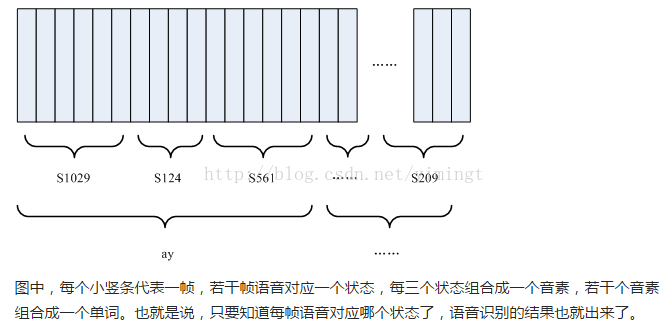 ……
S1029 S124 S561 …… S209
ay ……
图中，每个小竖条代表一帧，若干帧语音对应一个状态，每三个状态组合成一个音素，若干个音素
组合成一个单词。也就是说，只要知道每帧语音对应哪个状态了，语音识别的结果也就出来了。